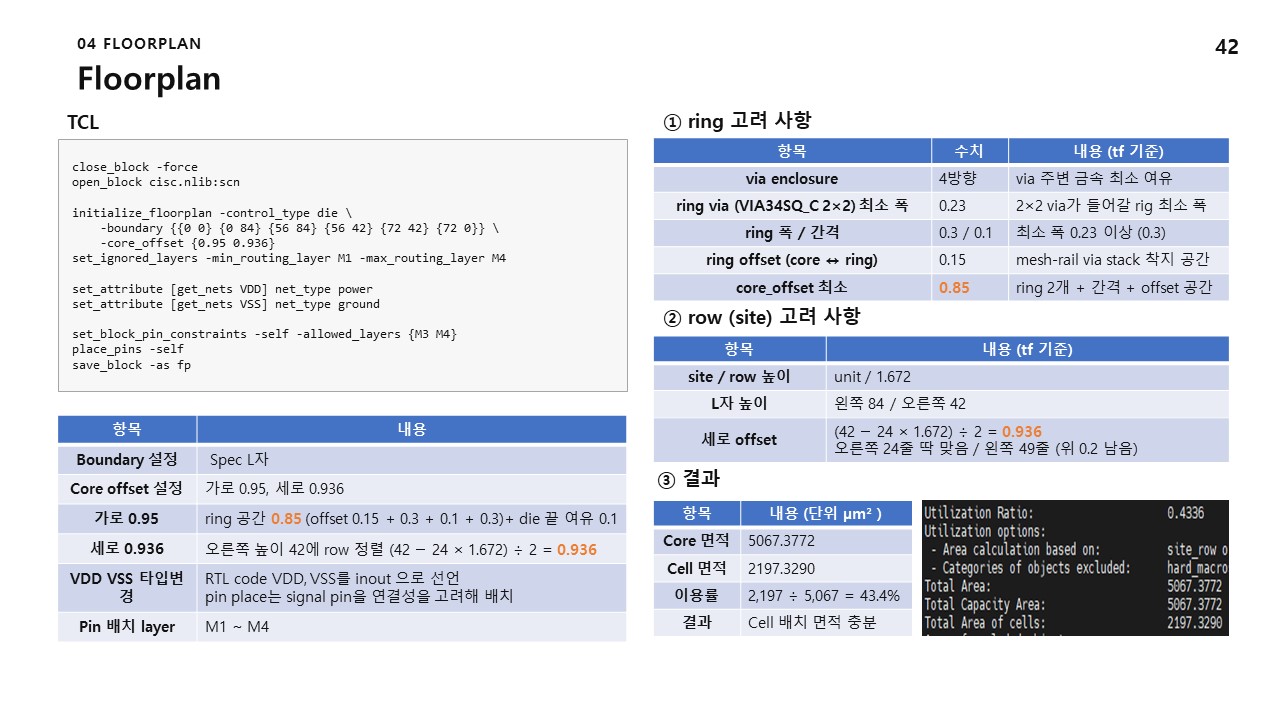 04 FLOORPLAN
42
Floorplan
TCL
close_block -force
open_block cisc.nlib:scn
initialize_floorplan -control_type die \
-boundary {{0 0} {0 84} {56 84} {56 42} {72 42} {72 0}} \
-core_offset {0.95 0.936}
set_ignored_layers -min_routing_layer M1 -max_routing_layer M4
set_attribute [get_nets VDD] net_type power
set_attribute [get_nets VSS] net_type ground
set_block_pin_constraints -self -allowed_layers {M3 M4}
place_pins -self
save_block -as fp
항목 내용
Boundary 설정 Spec L자
Core offset 설정 가로 0.95, 세로 0.936
가로 0.95 ring 공간 0.85 (offset 0.15 + 0.3 + 0.1 + 0.3)+ die 끝 여유 0.1
세로 0.936 오른쪽 높이 42에 row 정렬 (42 − 24 × 1.672) ÷ 2 = 0.936
VDD VSS 타입변
경
RTL code VDD, VSS를 inout 으로 선언
pin place는 signal pin을 연결성을 고려해 배치
Pin 배치 layer M1 ~ M4
① ring 고려 사항
항목 수치 내용 (tf 기준)
via enclosure 4방향 via 주변 금속 최소 여유
ring via (VIA34SQ_C 2×2) 최소 폭 0.23 2×2 via가 들어갈 rig 최소 폭
ring 폭 / 간격 0.3 / 0.1 최소 폭 0.23 이상 (0.3)
ring offset (core ↔ ring) 0.15 mesh-rail via stack 착지 공간
core_offset 최소 0.85 ring 2개 + 간격 + offset 공간
② row (site) 고려 사항
항목 내용 (tf 기준)
site / row 높이 unit / 1.672
L자 높이 왼쪽 84 / 오른쪽 42
세로 offset
(42 − 24 × 1.672) ÷ 2 = 0.936
오른쪽 24줄 딱 맞음 / 왼쪽 49줄 (위 0.2 남음)
③ 결과
항목 내용 (단위 µm² )
Core 면적 5067.3772
Cell 면적 2197.3290
이용률 2,197 ÷ 5,067 = 43.4%
결과 Cell 배치 면적 충분
Utilization Ratio: 0.4336
Utilization options:
- Area calculation based on: site_row o
- Categories of objects excluded: hard_macro
Total Area: 5067.3772
Total Capacity Area: 5067.3772
Total Area of cells: 2197.3290